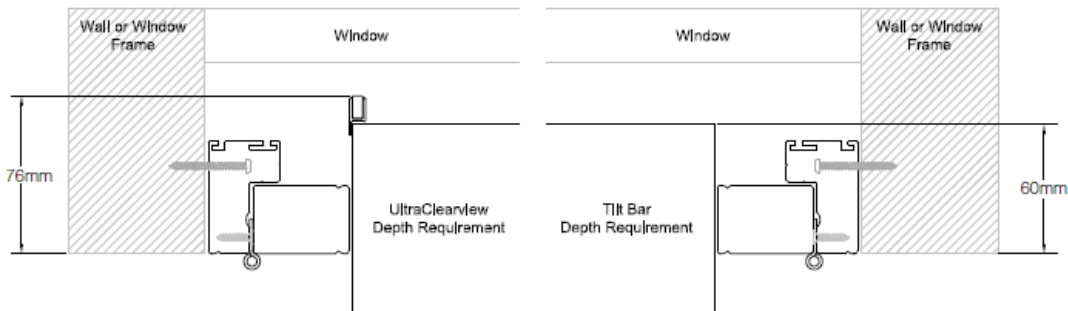 Wall or Window
Frame
Window
Window
Wall or Window
Frame
76mm
UltraClearview
Depth Requirement
Tilt Bar
Depth Requirement
60mm